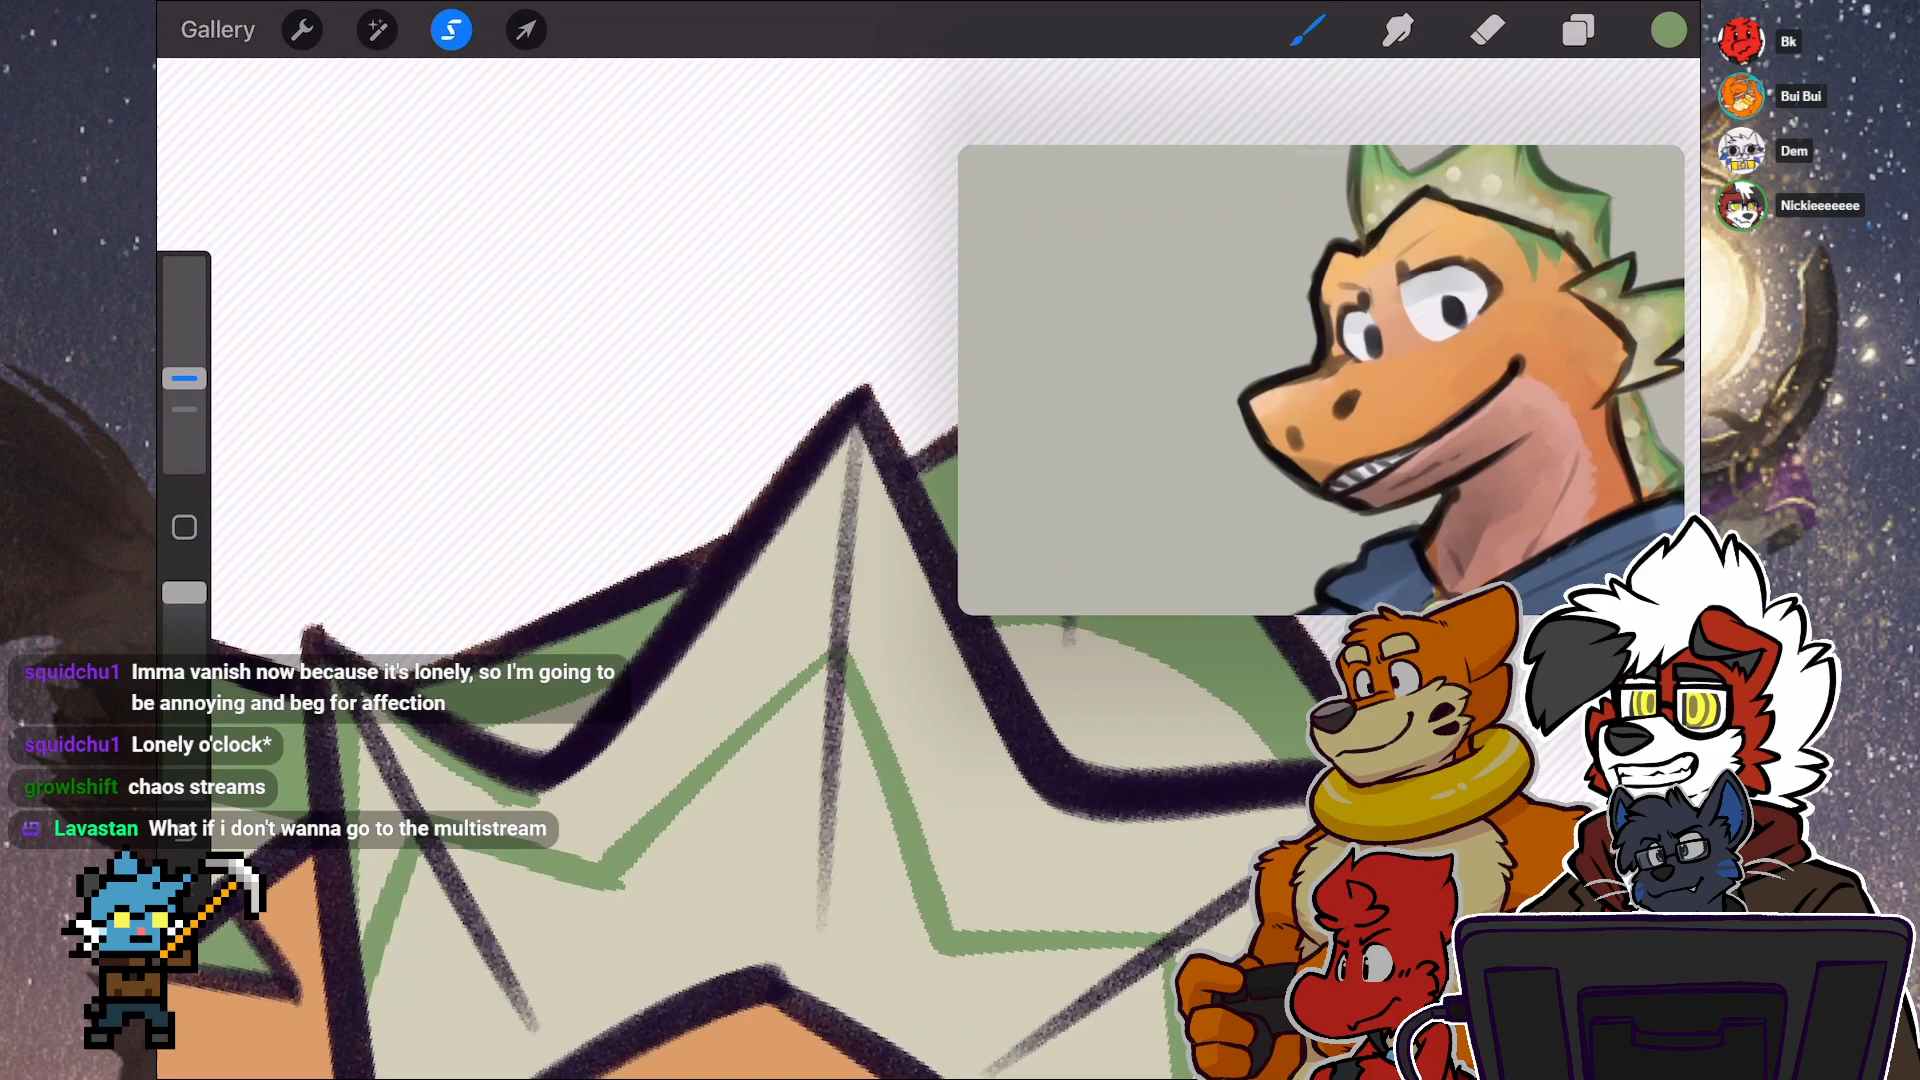 Gallery
Bk
Bui Bui
Dem
Nickieeeeeee
squidchu1 Imma vanish now because it's lonely, so I'm going to
be annoying and beg for affection
squidchu1 Lonely o'clock*
growlshift chaos streams
Lavastan What if i don't wanna go to the multistream